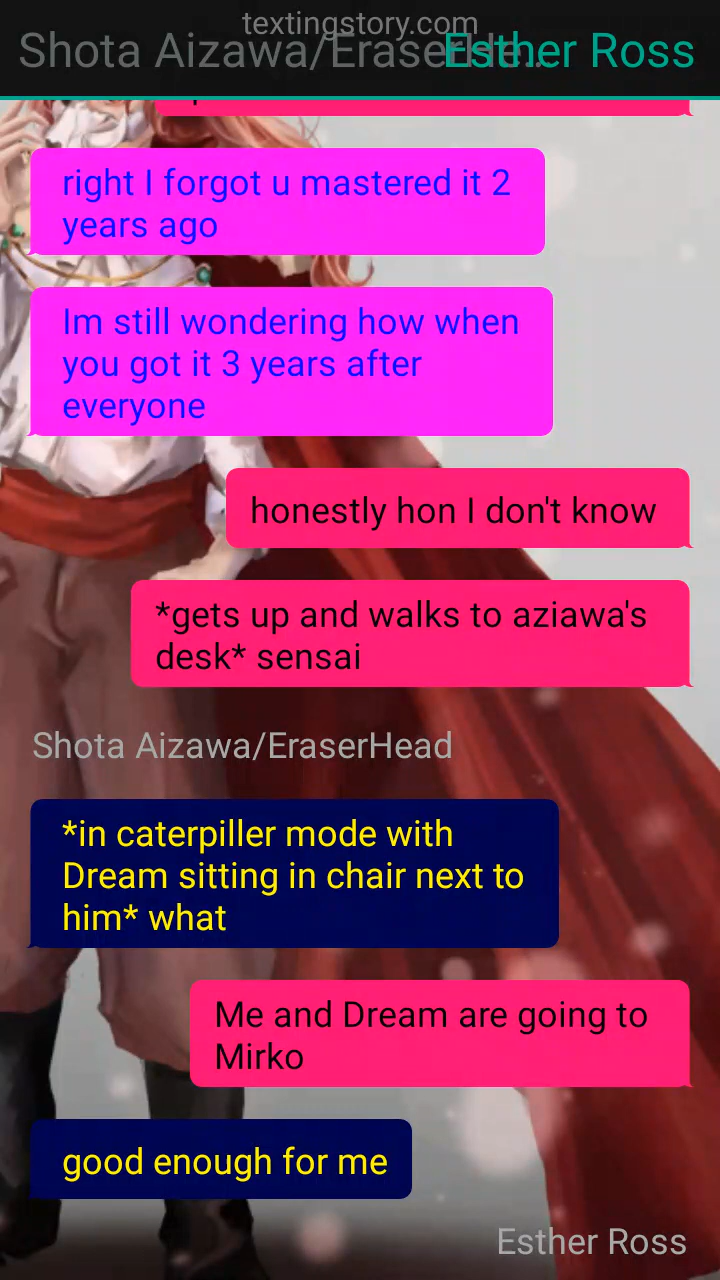 textingstory.com
Shota Aizawa/EraserHe...
Esther Ross
right I forgot u mastered it 2
years ago
Im still wondering how when
you got it 3 years after
everyone
honestly hon I don't know
*gets up and walks to aziawa's
desk* sensai
Shota Aizawa/EraserHead
*in caterpiller mode with
Dream sitting in chair next to
him* what
Me and Dream are going to
Mirko
good enough for me
Esther Ross